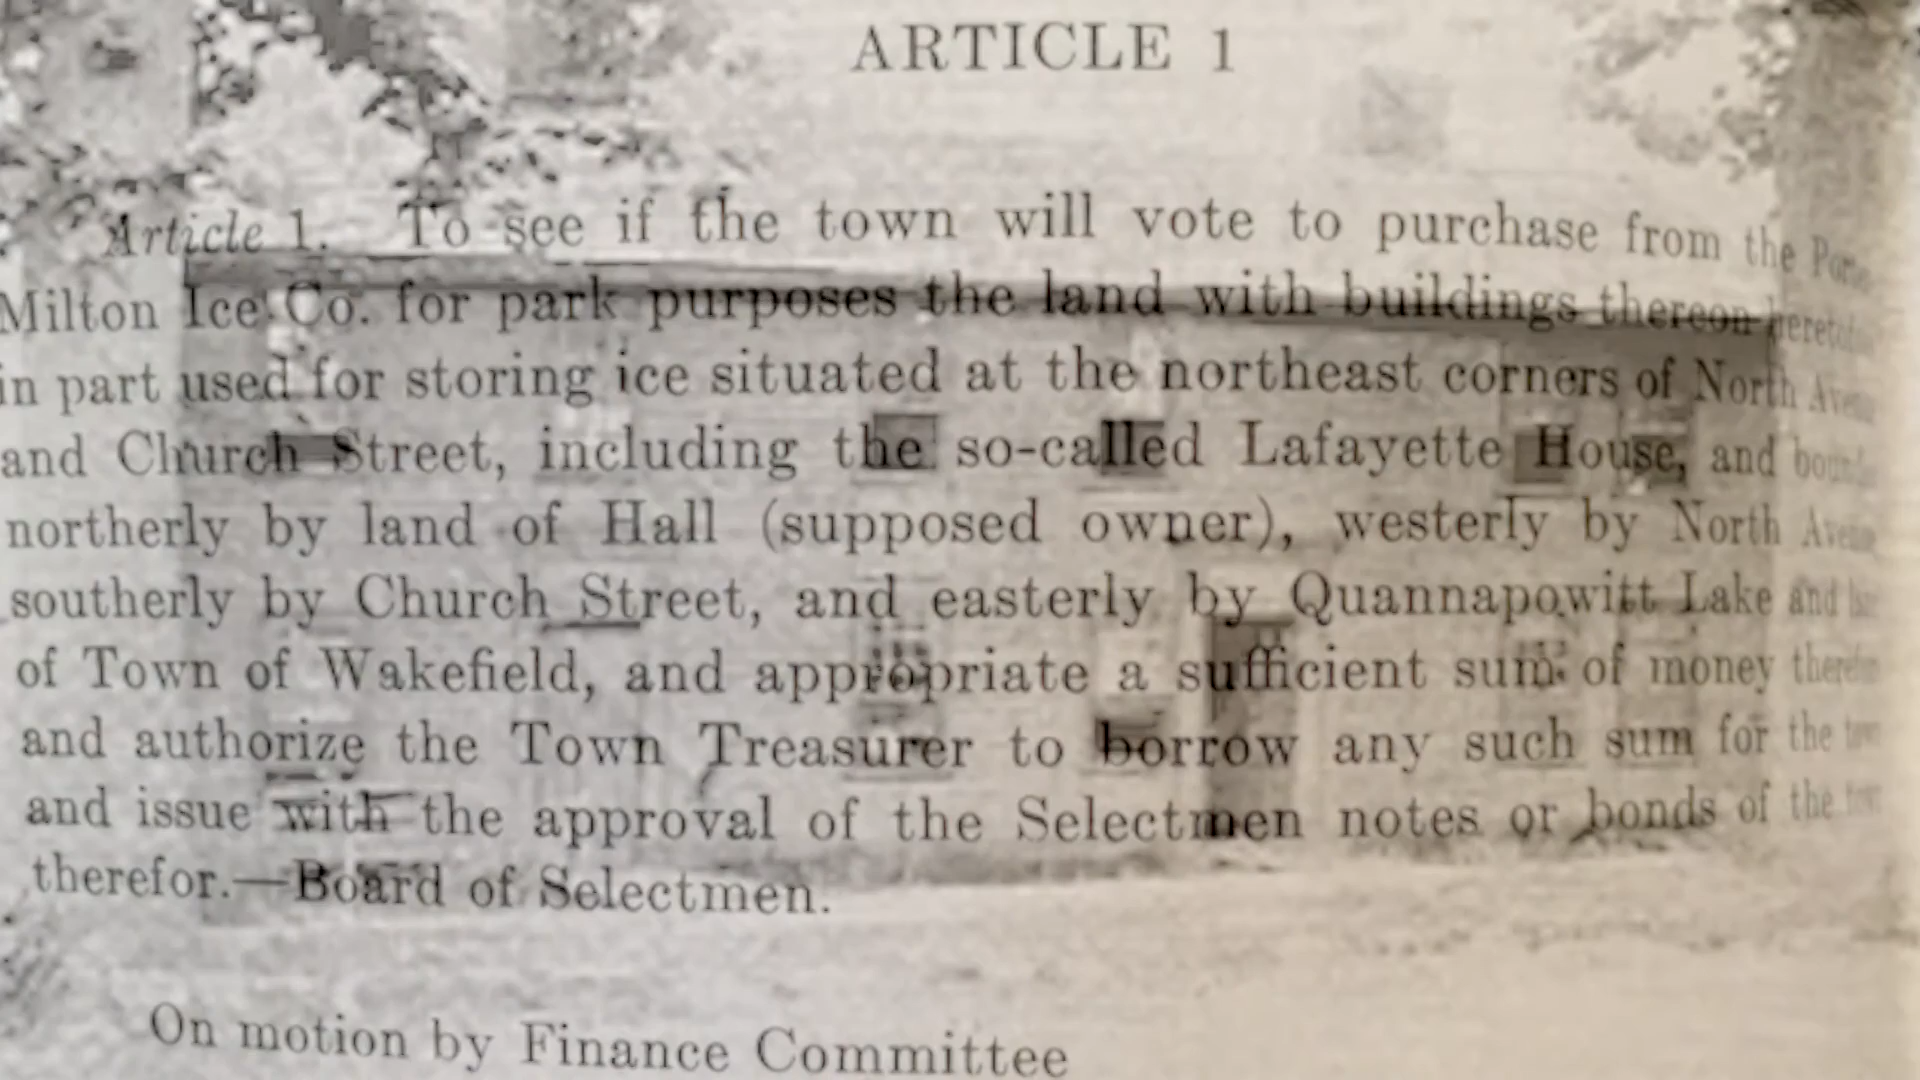 ARTICLE 1
Article 1. To see if the town will vote to purchase from the
Milton Ice Co. for park purposes the land with buildings thereon
in part used for storing ice situated at the northeast corners of North
and Church Street, including the so-called Lafayette House, and
northerly by land of Hall (supposed owner), westerly by North
southerly by Church Street, and easterly by Quannapowitt Lake and
of Town of Wakefield, and appropriate a sufficient sum of money
and authorize the Town Treasurer to borrow any such sum for the town
and issue with the approval of the Selectmen notes or bonds of the town
therefor.—Board of Selectmen.
On motion by Finance Committee